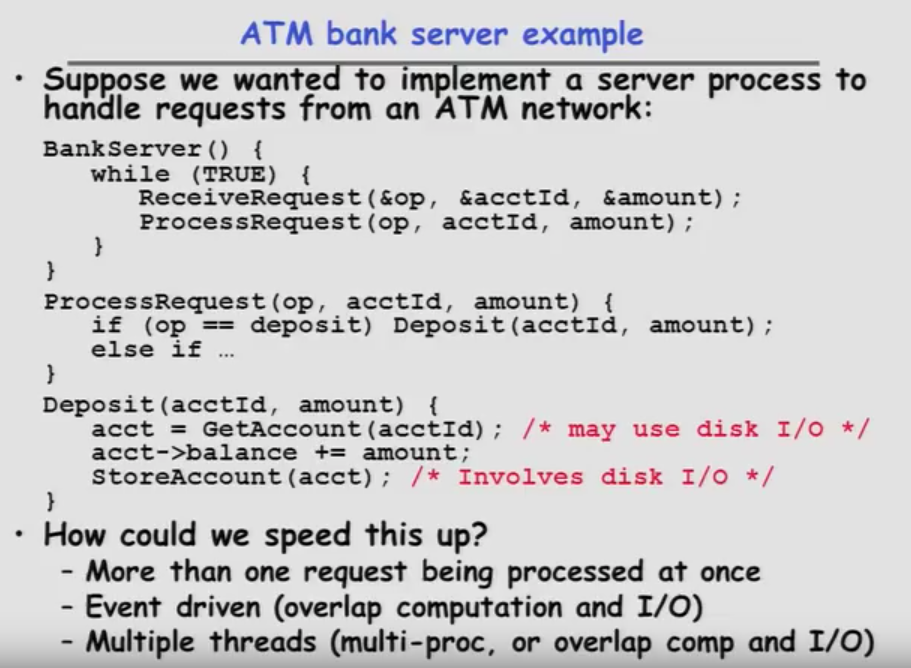 ATM bank server example
• Suppose we wanted to implement a server process to
handle requests from an ATM network:
BankServer() {
while (TRUE) {
ReceiveRequest(&op, &acctId, &amount);
ProcessRequest(op, acctId, amount);
}
}
ProcessRequest(op, acctId, amount) {
if (op == deposit) Deposit(acctId, amount);
else if …
}
Deposit(acctId, amount) {
acct = GetAccount(acctId); /* may use disk I/O */
acct->balance += amount;
StoreAccount(acct); /* Involves disk I/O */
}
• How could we speed this up?
- More than one request being processed at once
- Event driven (overlap computation and I/O)
- Multiple threads (multi-proc, or overlap comp and I/O)